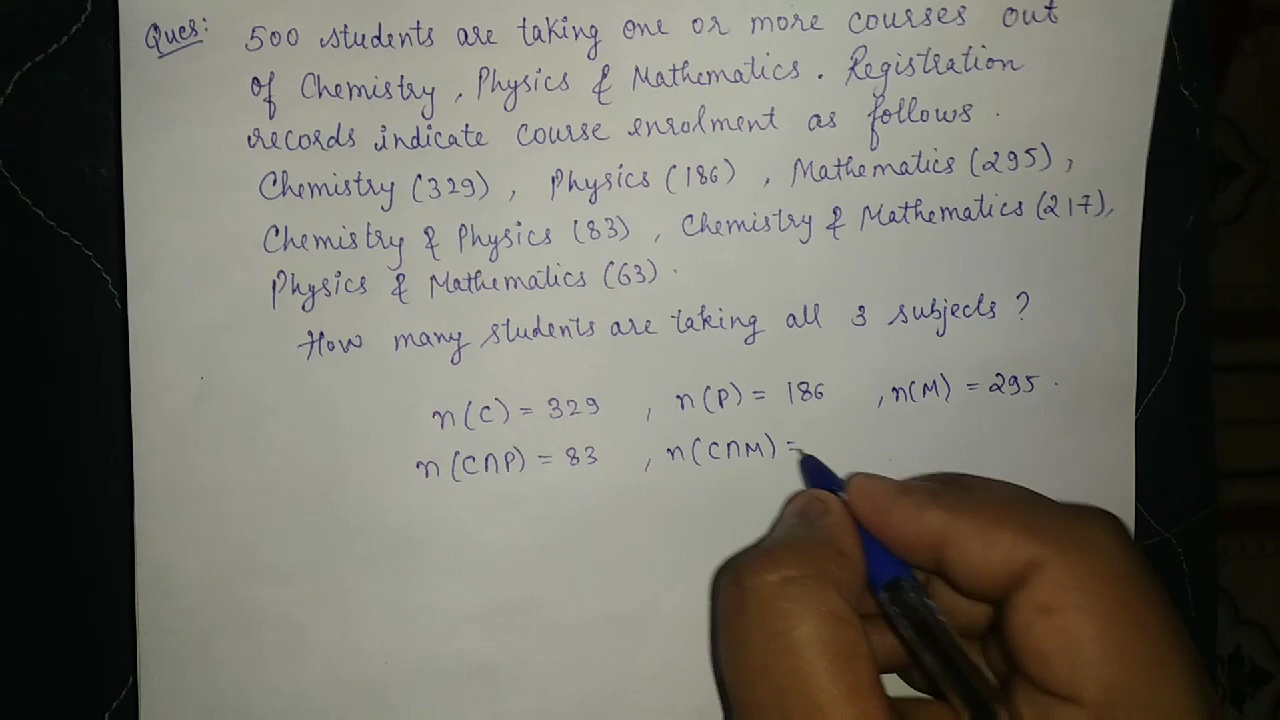 Ques: 500 students are taking one or more courses out
of Chemistry, Physics & Mathematics. Registration
records indicate course enrolment as follows.
Chemistry (329), Physics (186), Mathematics (295),
Chemistry & Physics (83), Chemistry & Mathematics (217),
Physics & Mathematics (63).
How many students are taking all 3 subjects?
n(C) = 329, n(P) = 186, n(M) = 295.
n(C∩P) = 83, n(C∩M) =